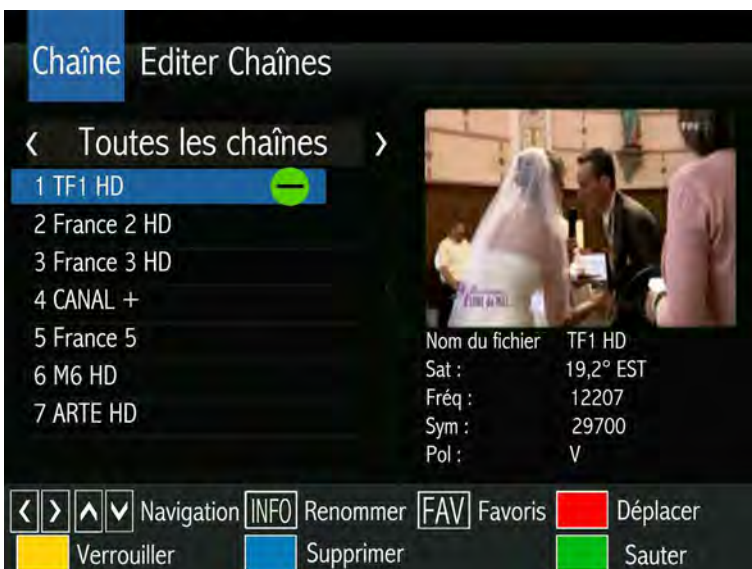 Chaîne Editer Chaînes
‹ Toutes les chaînes ›
1 TF1 HD
2 France 2 HD
3 France 3 HD
4 CANAL +
5 France 5
6 M6 HD
7 ARTE HD
Nom du fichier TF1 HD
Sat : 19,2° EST
Fréq : 12207
Sym : 29700
Pol : V
Navigation INFO Renommer FAV Favoris Déplacer
Verrouiller Supprimer Sauter